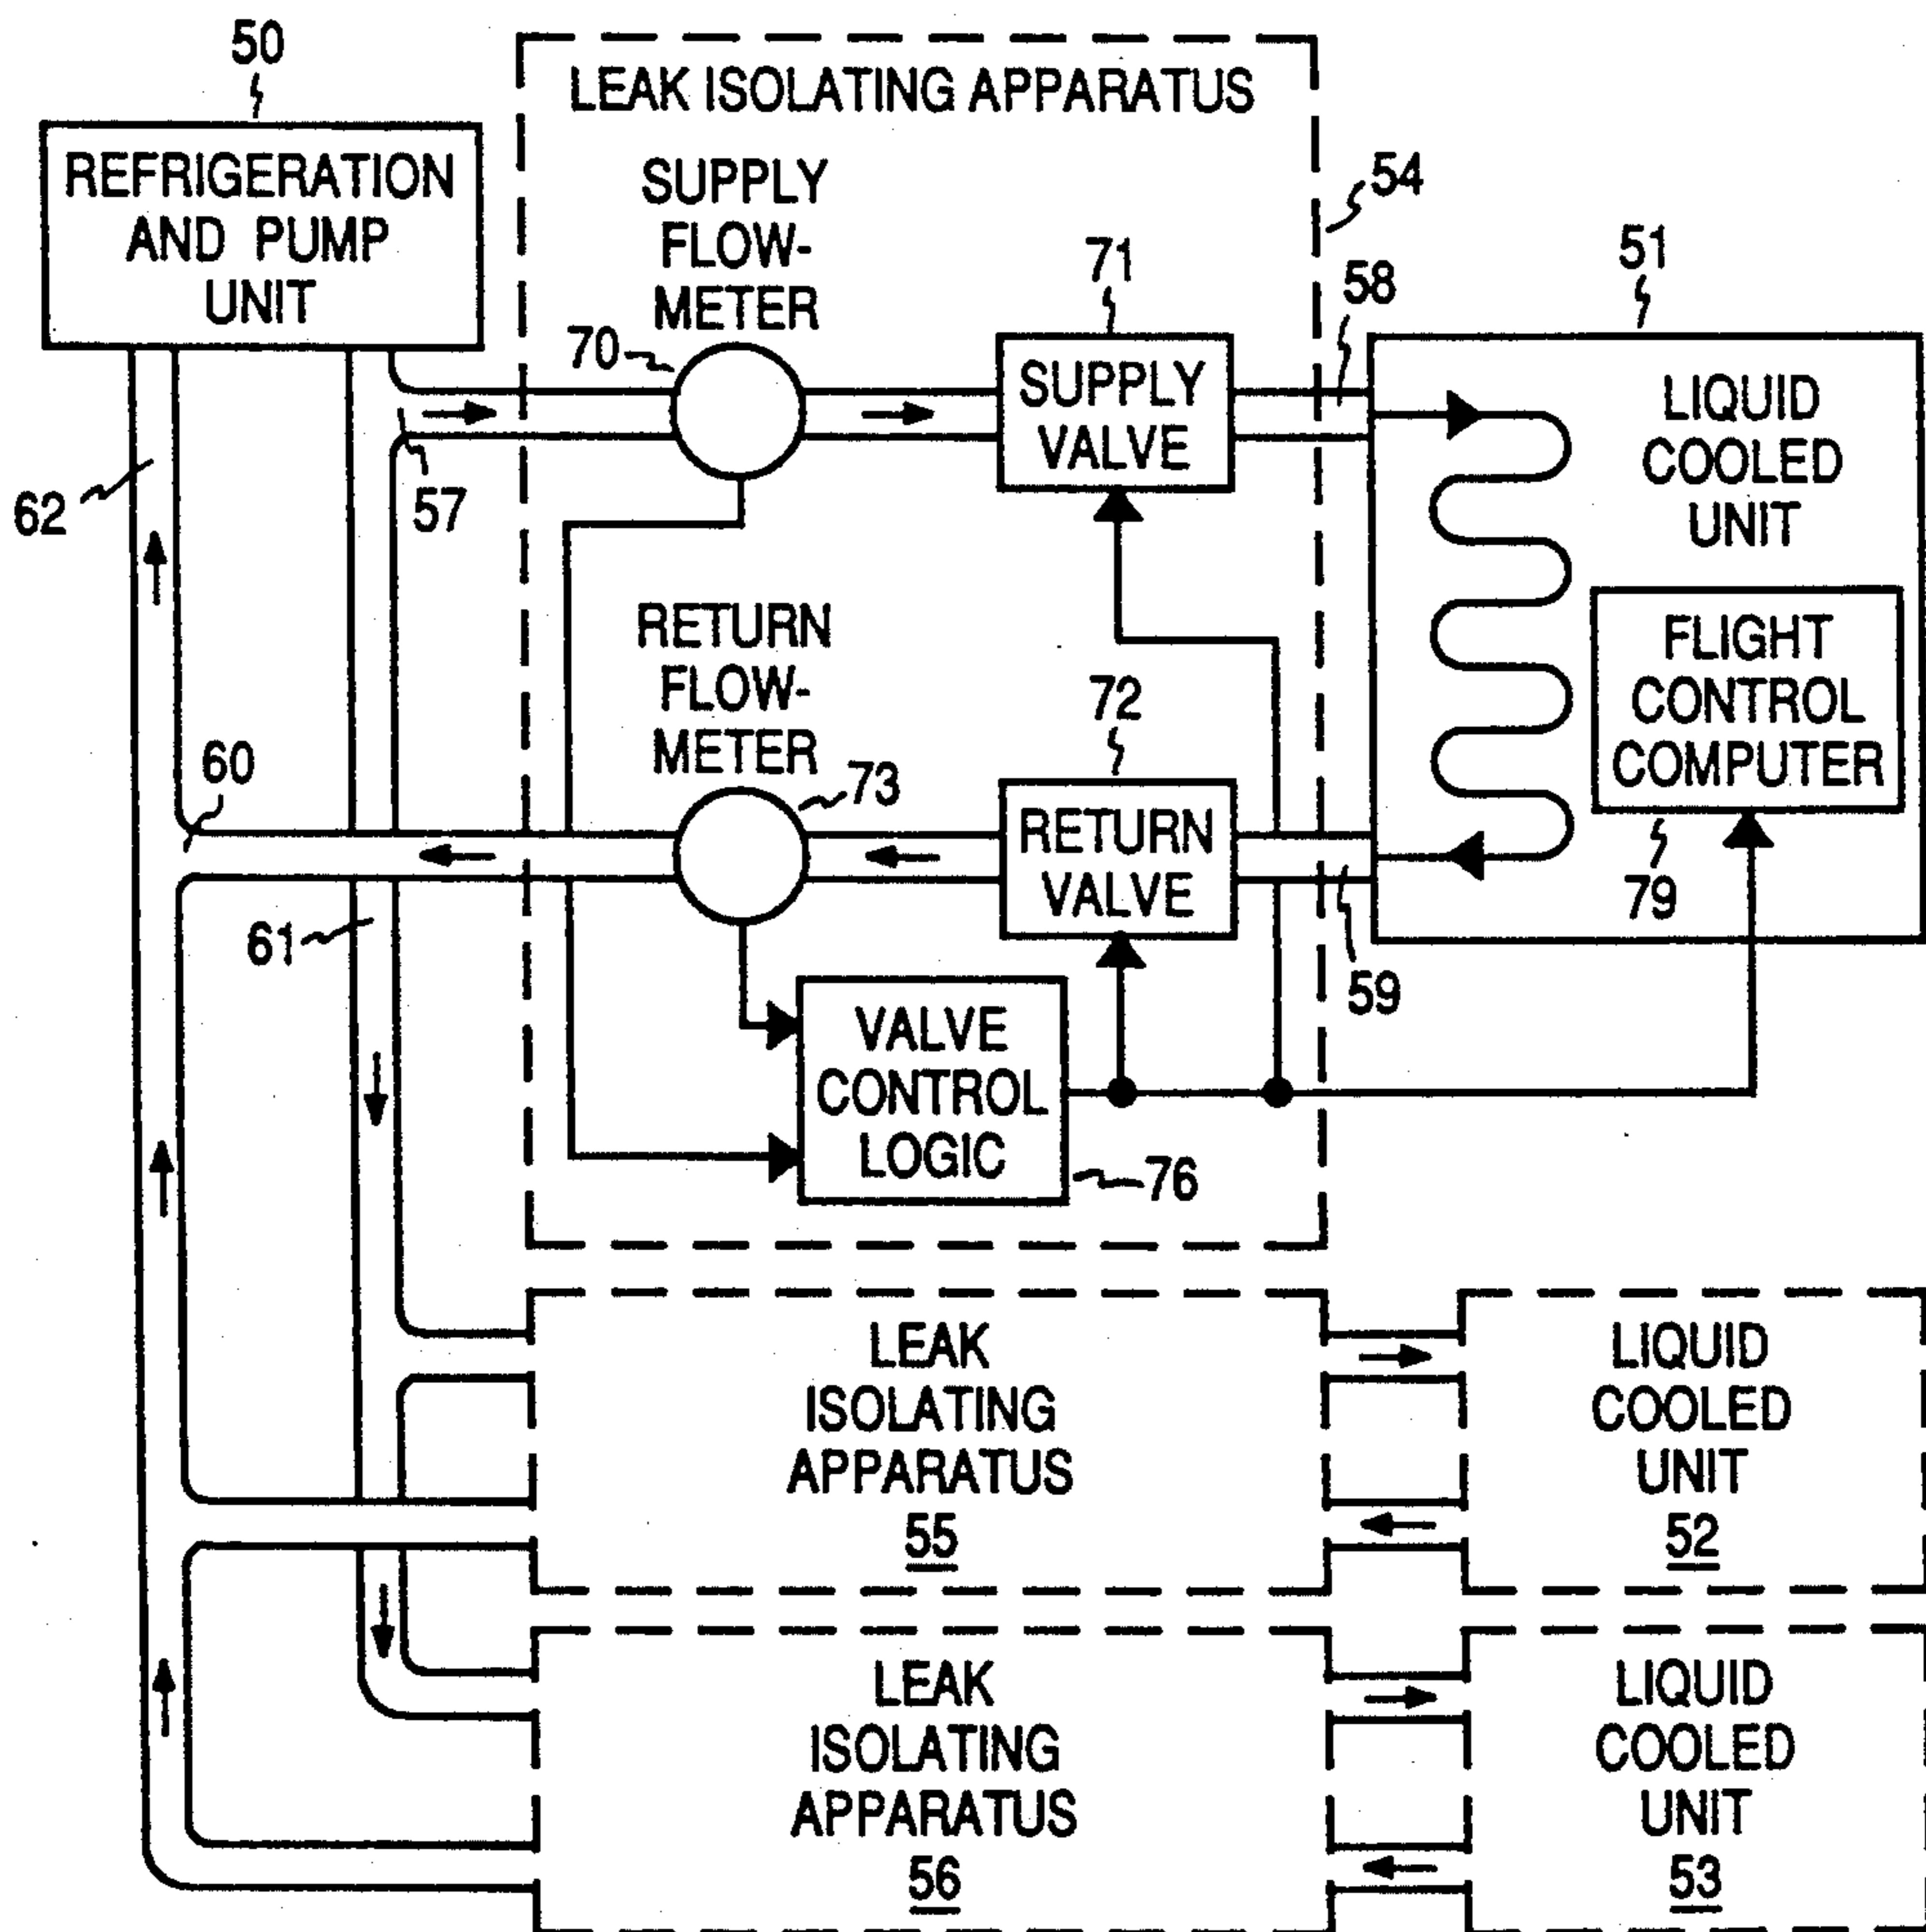 50
LEAK ISOLATING APPARATUS
REFRIGERATION
AND PUMP
UNIT
SUPPLY
FLOW-
METER
54
70
71
58
51
SUPPLY
VALVE
LIQUID
COOLED
UNIT
62
57
RETURN
FLOW-
METER
72
FLIGHT
CONTROL
COMPUTER
60
73
RETURN
VALVE
79
61
59
VALVE
CONTROL
LOGIC
76
LEAK
ISOLATING
APPARATUS
55
LIQUID
COOLED
UNIT
52
LEAK
ISOLATING
APPARATUS
56
LIQUID
COOLED
UNIT
53